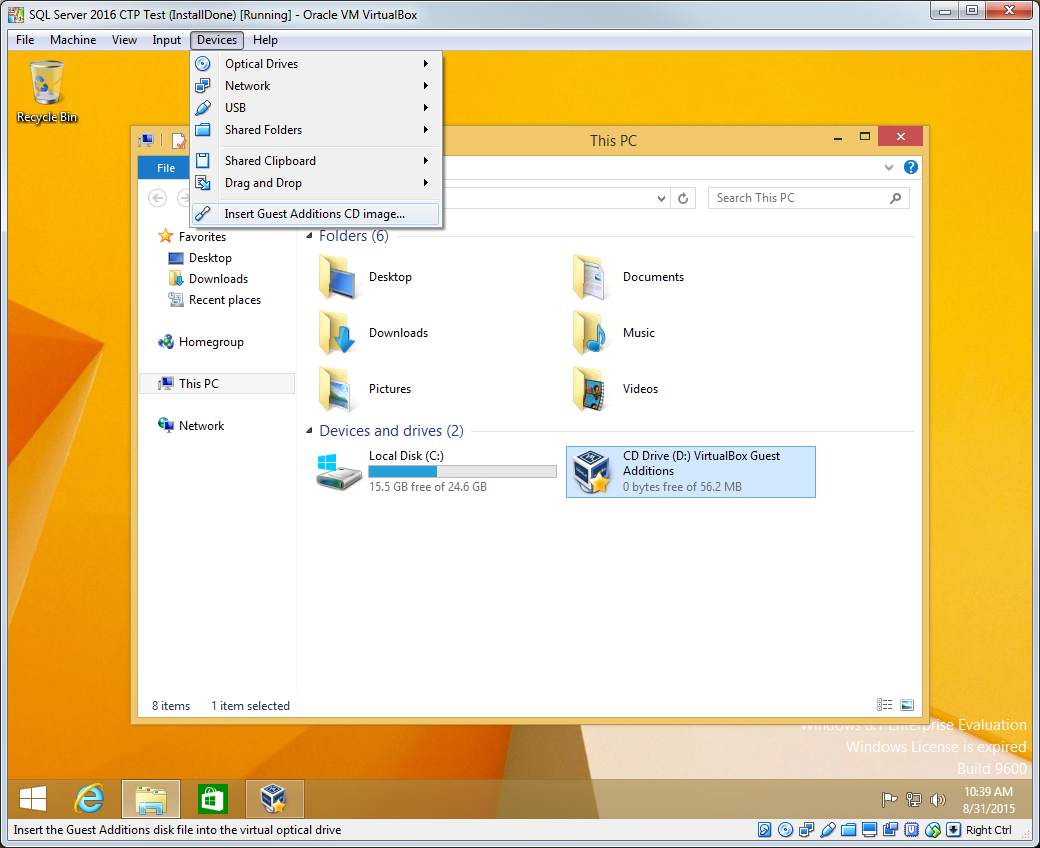 SQL Server 2016 CTP Test (InstallDone) [Running] - Oracle VM VirtualBox
File Machine View Input Devices Help
Optical Drives
Network
USB
Shared Folders
Shared Clipboard
Drag and Drop
Insert Guest Additions CD image...
Recycle Bin
This PC
File
Search This PC
Favorites
Desktop
Downloads
Recent places
Homegroup
This PC
Network
Folders (6)
Desktop
Documents
Downloads
Music
Pictures
Videos
Devices and drives (2)
Local Disk (C:)
15.5 GB free of 24.6 GB
CD Drive (D:) VirtualBox Guest
Additions
0 bytes free of 56.2 MB
8 items 1 item selected
Windows 8.1 Enterprise Evaluation
Windows License is expired
Build 9600
10:39 AM
8/31/2015
Insert the Guest Additions disk file into the virtual optical drive
Right Ctrl